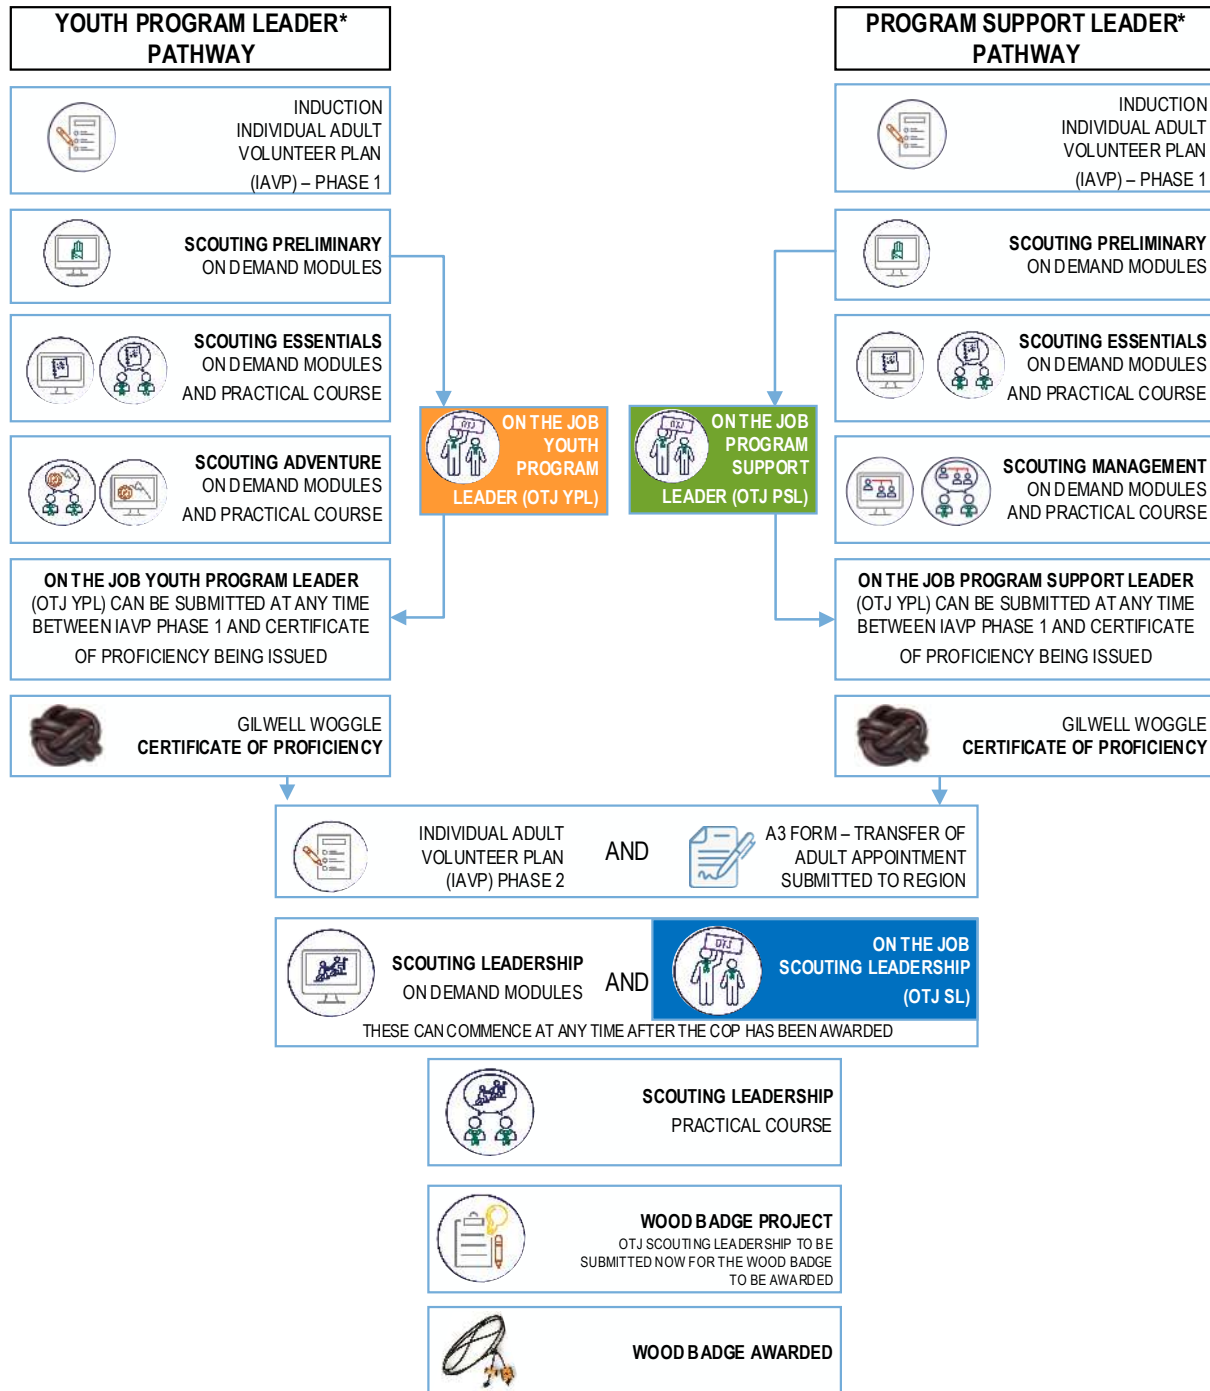 YOUTH PROGRAM LEADER*
PATHWAY
INDUCTION
INDIVIDUAL ADULT
VOLUNTEER PLAN
(IAVP) – PHASE 1
SCOUTING PRELIMINARY
ON DEMAND MODULES
SCOUTING ESSENTIALS
ON DEMAND MODULES
AND PRACTICAL COURSE
SCOUTING ADVENTURE
ON DEMAND MODULES
AND PRACTICAL COURSE
OTJ
ON THE JOB
YOUTH
PROGRAM
LEADER (OTJ YPL)
ON THE JOB YOUTH PROGRAM LEADER
(OTJ YPL) CAN BE SUBMITTED AT ANY TIME
BETWEEN IAVP PHASE 1 AND CERTIFICATE
OF PROFICIENCY BEING ISSUED
GILWELL WOGGLE
CERTIFICATE OF PROFICIENCY
PROGRAM SUPPORT LEADER*
PATHWAY
INDUCTION
INDIVIDUAL ADULT
VOLUNTEER PLAN
(IAVP) – PHASE 1
SCOUTING PRELIMINARY
ON DEMAND MODULES
SCOUTING ESSENTIALS
ON DEMAND MODULES
AND PRACTICAL COURSE
OTJ
ON THE JOB
PROGRAM
SUPPORT
LEADER (OTJ PSL)
SCOUTING MANAGEMENT
ON DEMAND MODULES
AND PRACTICAL COURSE
ON THE JOB PROGRAM SUPPORT LEADER
(OTJ YPL) CAN BE SUBMITTED AT ANY TIME
BETWEEN IAVP PHASE 1 AND CERTIFICATE
OF PROFICIENCY BEING ISSUED
GILWELL WOGGLE
CERTIFICATE OF PROFICIENCY
INDIVIDUAL ADULT
VOLUNTEER PLAN
(IAVP) PHASE 2
AND
A3 FORM – TRANSFER OF
ADULT APPOINTMENT
SUBMITTED TO REGION
SCOUTING LEADERSHIP
ON DEMAND MODULES
AND
OTJ
ON THE JOB
SCOUTING LEADERSHIP
(OTJ SL)
THESE CAN COMMENCE AT ANY TIME AFTER THE COP HAS BEEN AWARDED
SCOUTING LEADERSHIP
PRACTICAL COURSE
WOOD BADGE PROJECT
OTJ SCOUTING LEADERSHIP TO BE
SUBMITTED NOW FOR THE WOOD BADGE
TO BE AWARDED
WOOD BADGE AWARDED